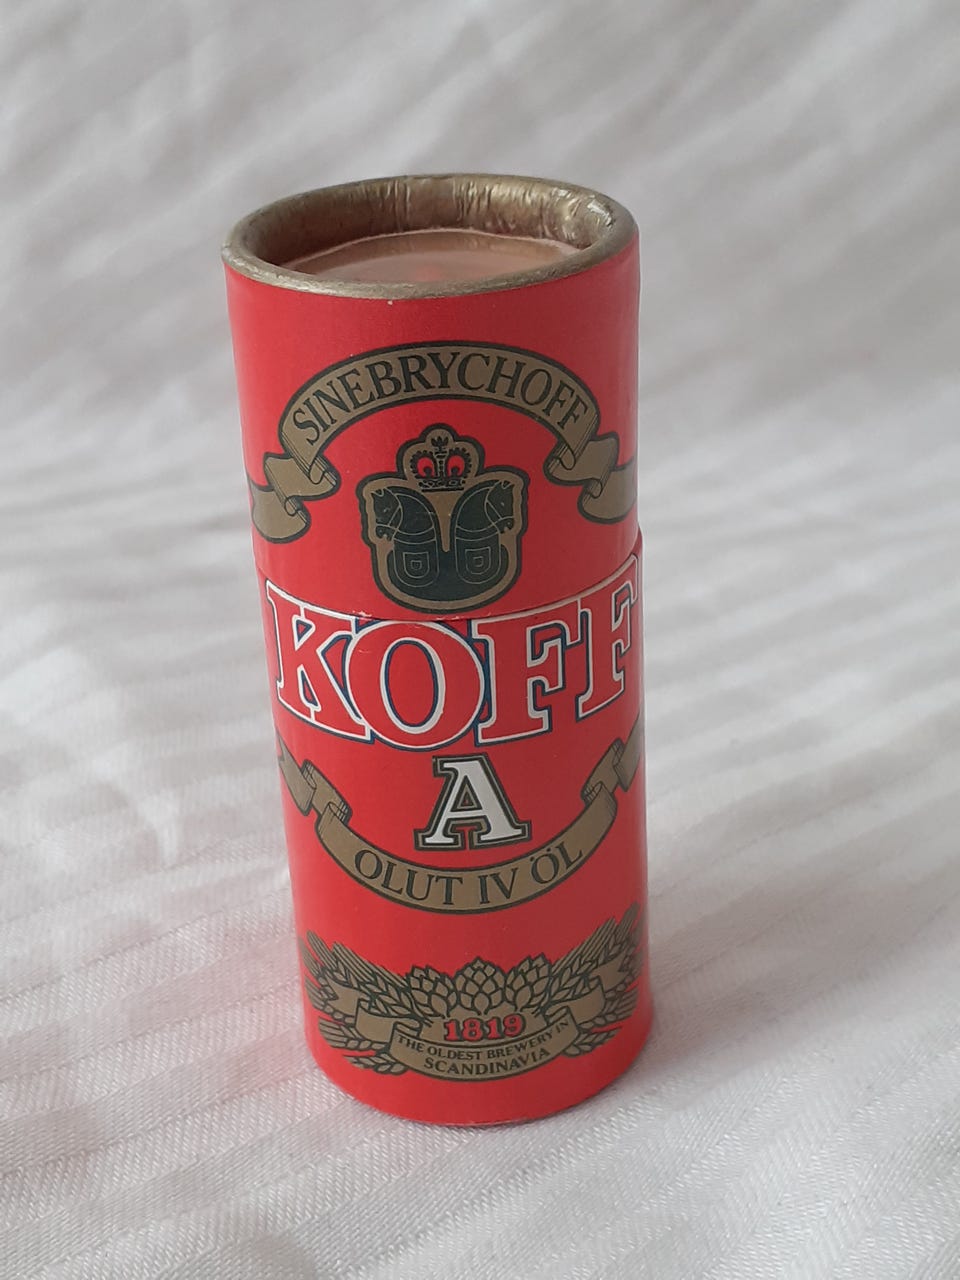 SINEBRYCHOFF
KOFF
A
OLUT IV ÖL
1819
THE OLDEST BREWERY IN
SCANDINAVIA